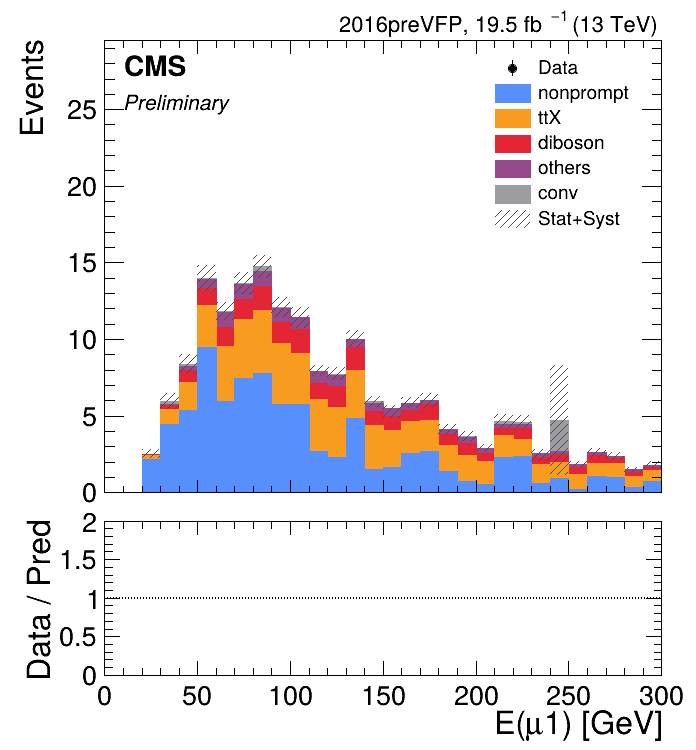 2016preVFP, 19.5 fb⁻¹ (13 TeV)
CMS
Preliminary
Events
Data
nonprompt
ttX
diboson
others
conv
Stat+Syst
25
20
15
10
5
0
Data / Pred
2
1.5
1
0.5
0
0 50 100 150 200 250 300
E(μ1) [GeV]